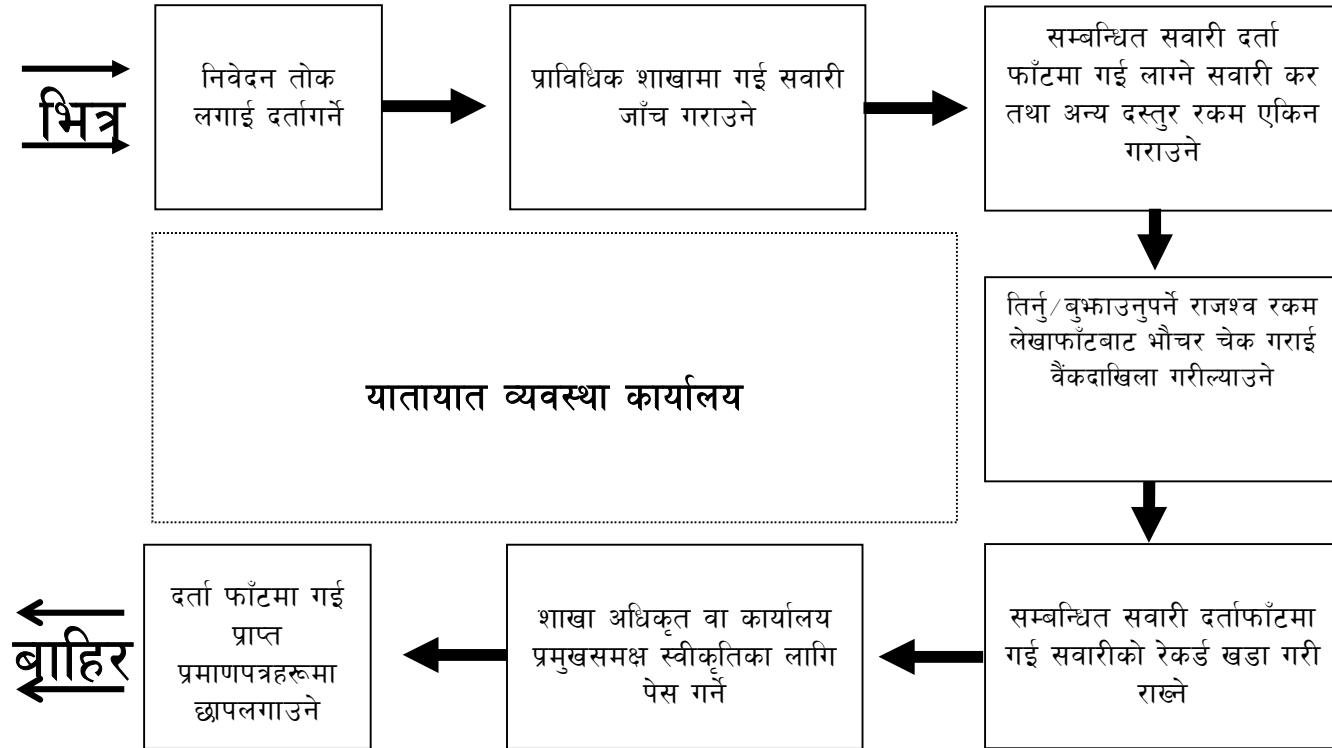 भित्र
निवेदन तोक
लगाई दर्तागर्ने
प्राविधिक शाखामा गई सवारी
जाँच गराउने
सम्बन्धित सवारी दर्ता
फाँटमा गई लाग्ने सवारी कर
तथा अन्य दस्तुर रकम एकिन
गराउने
तिर्नु/बुझाउनुपर्ने राजश्व रकम
लेखाफाँटबाट भौचर चेक गराई
वैंकदाखिला गरील्याउने
यातायात व्यवस्था कार्यालय
सम्बन्धित सवारी दर्ताफाँटमा
गई सवारीको रेकर्ड खडा गरी
राख्ने
शाखा अधिकृत वा कार्यालय
प्रमुखसमक्ष स्वीकृतिका लागि
पेस गर्ने
दर्ता फाँटमा गई
प्राप्त
प्रमाणपत्रहरूमा
छापलगाउने
बाहिर